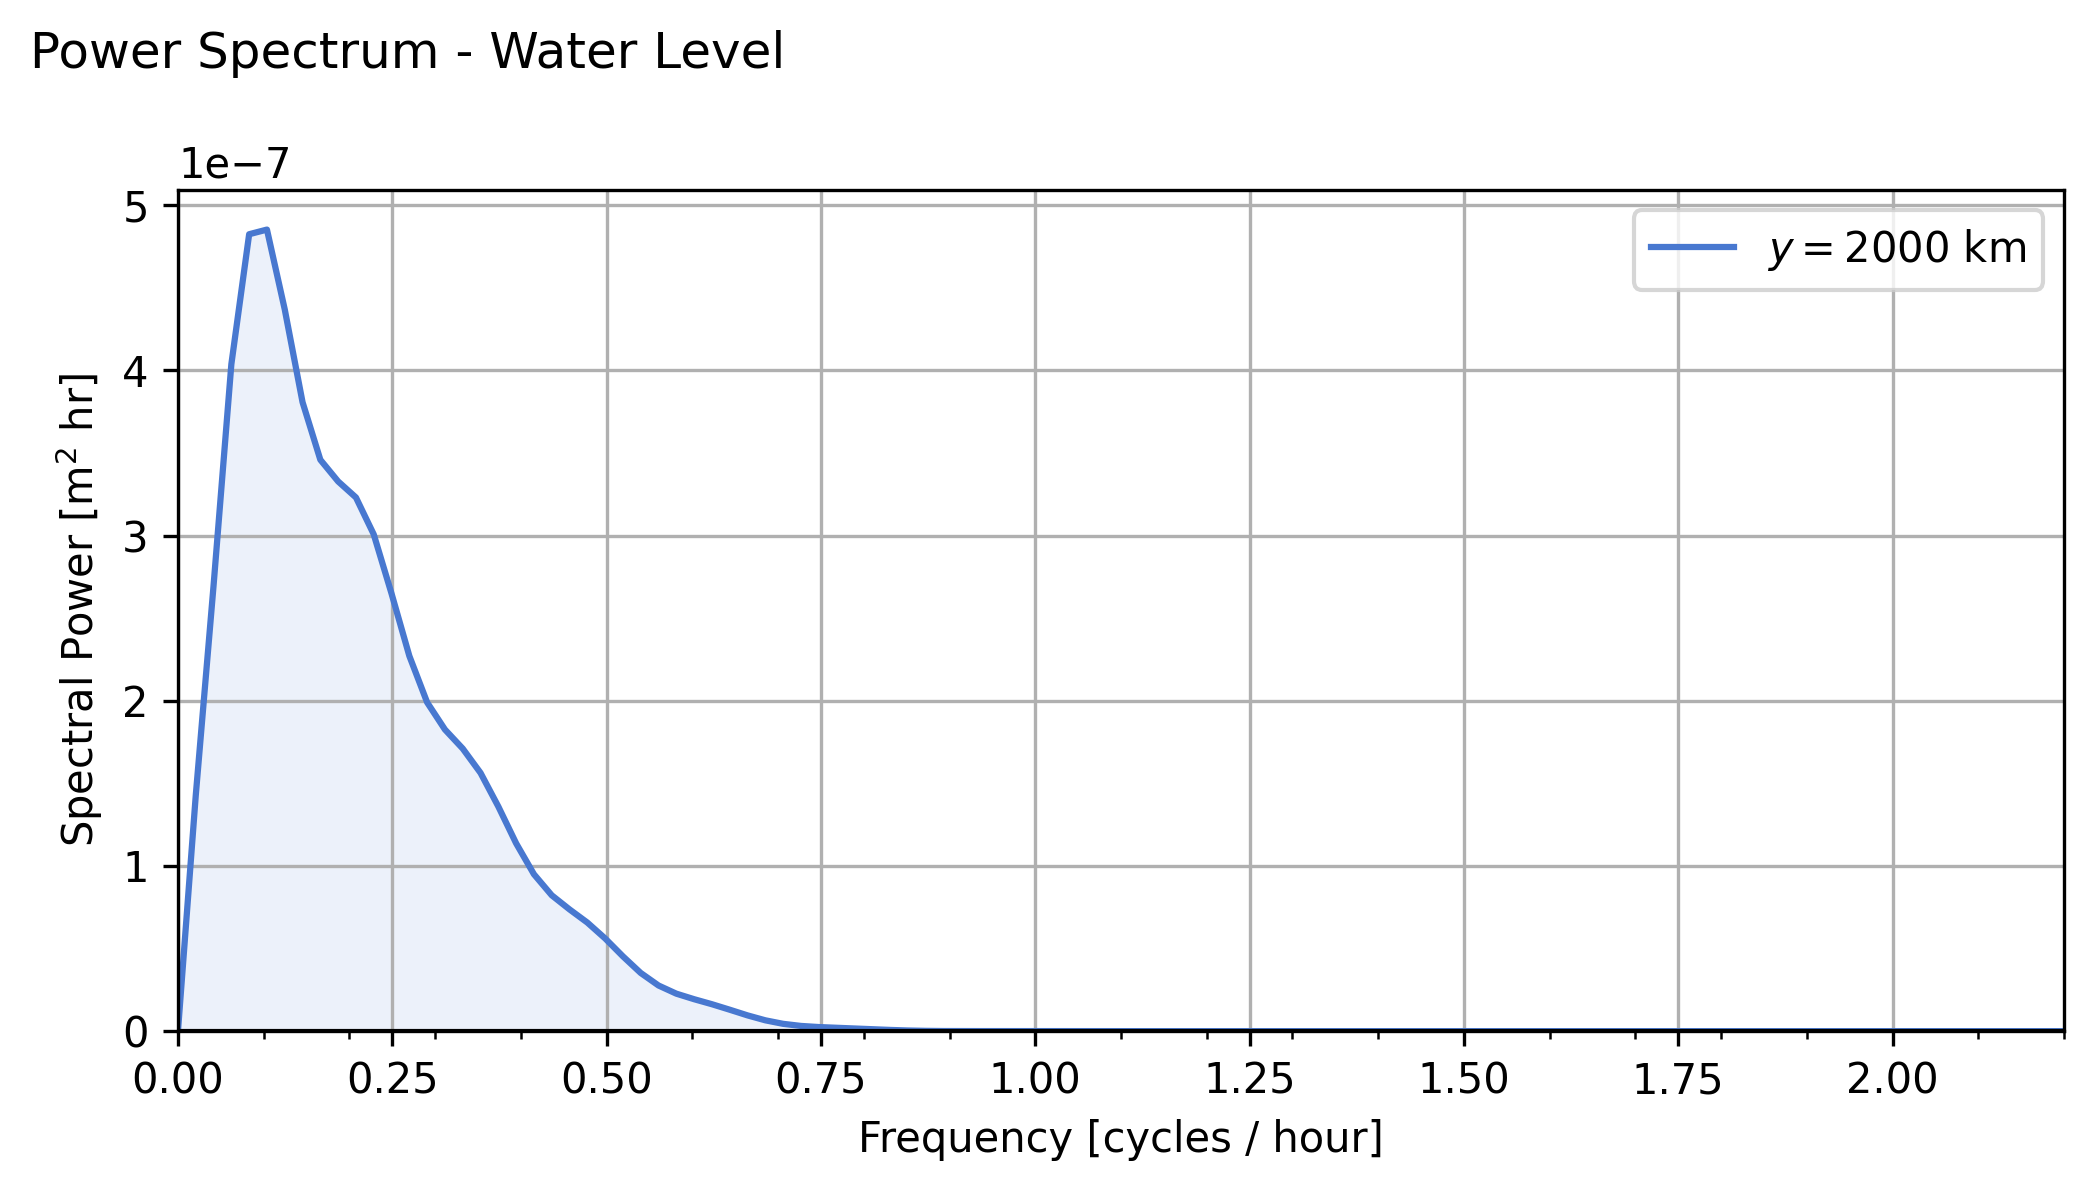 Power Spectrum - Water Level
1e−7
5
4
3
2
1
0
Spectral Power [m² hr]
y = 2000 km
0.00 0.25 0.50 0.75 1.00 1.25 1.50 1.75 2.00
Frequency [cycles / hour]